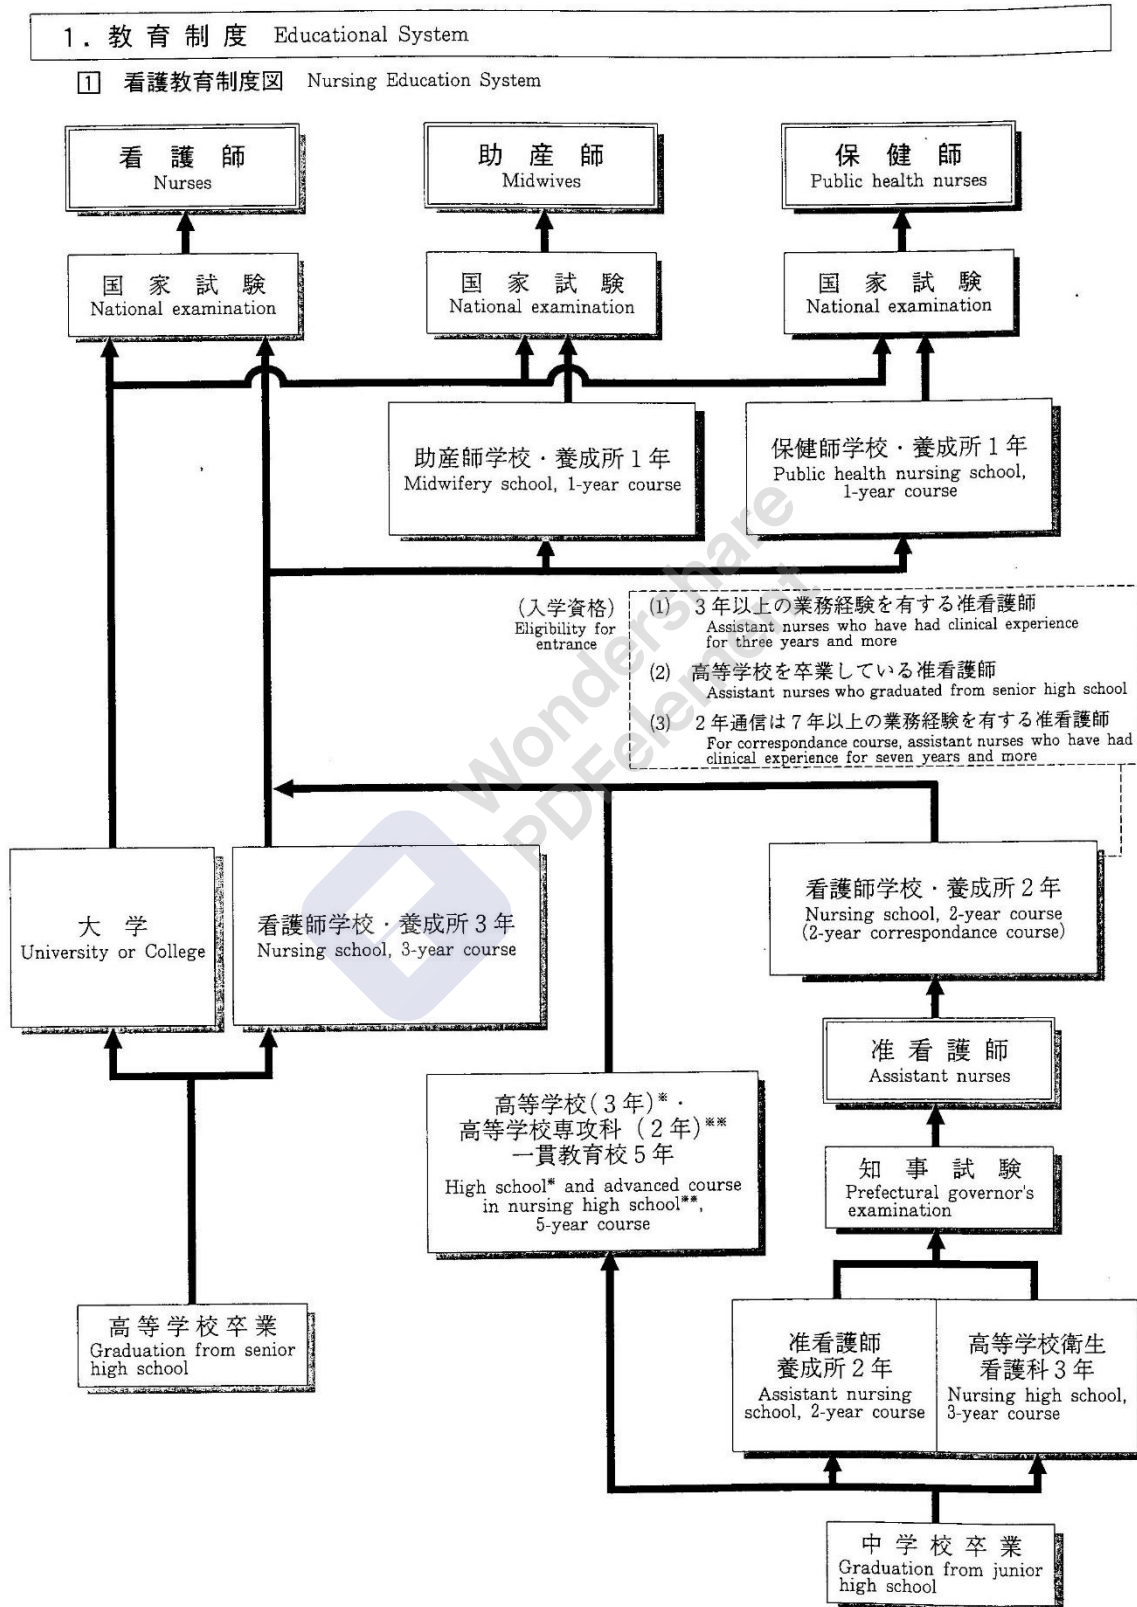 1. 教育制度 Educational System
1 看護教育制度図 Nursing Education System
看護師
Nurses
助産師
Midwives
保健師
Public health nurses
国家試験
National examination
国家試験
National examination
国家試験
National examination
助産師学校・養成所1年
Midwifery school, 1-year course
保健師学校・養成所1年
Public health nursing school,
1-year course
(入学資格)
Eligibility for
entrance
(1) 3年以上の業務経験を有する准看護師
Assistant nurses who have had clinical experience
for three years and more
(2) 高等学校を卒業している准看護師
Assistant nurses who graduated from senior high school
(3) 2年通信は7年以上の業務経験を有する准看護師
For correspondance course, assistant nurses who have had
clinical experience for seven years and more
Wondershare
PDFelement
大学
University or College
看護師学校・養成所3年
Nursing school, 3-year course
看護師学校・養成所2年
Nursing school, 2-year course
(2-year correspondance course)
准看護師
Assistant nurses
高等学校(3年)※・
高等学校専攻科(2年)※※
一貫教育校5年
High school※ and advanced course
in nursing high school※※,
5-year course
知事試験
Prefectural governor's
examination
高等学校卒業
Graduation from senior
high school
准看護師
養成所2年
Assistant nursing
school, 2-year course
高等学校衛生
看護科3年
Nursing high school,
3-year course
中学校卒業
Graduation from junior
high school